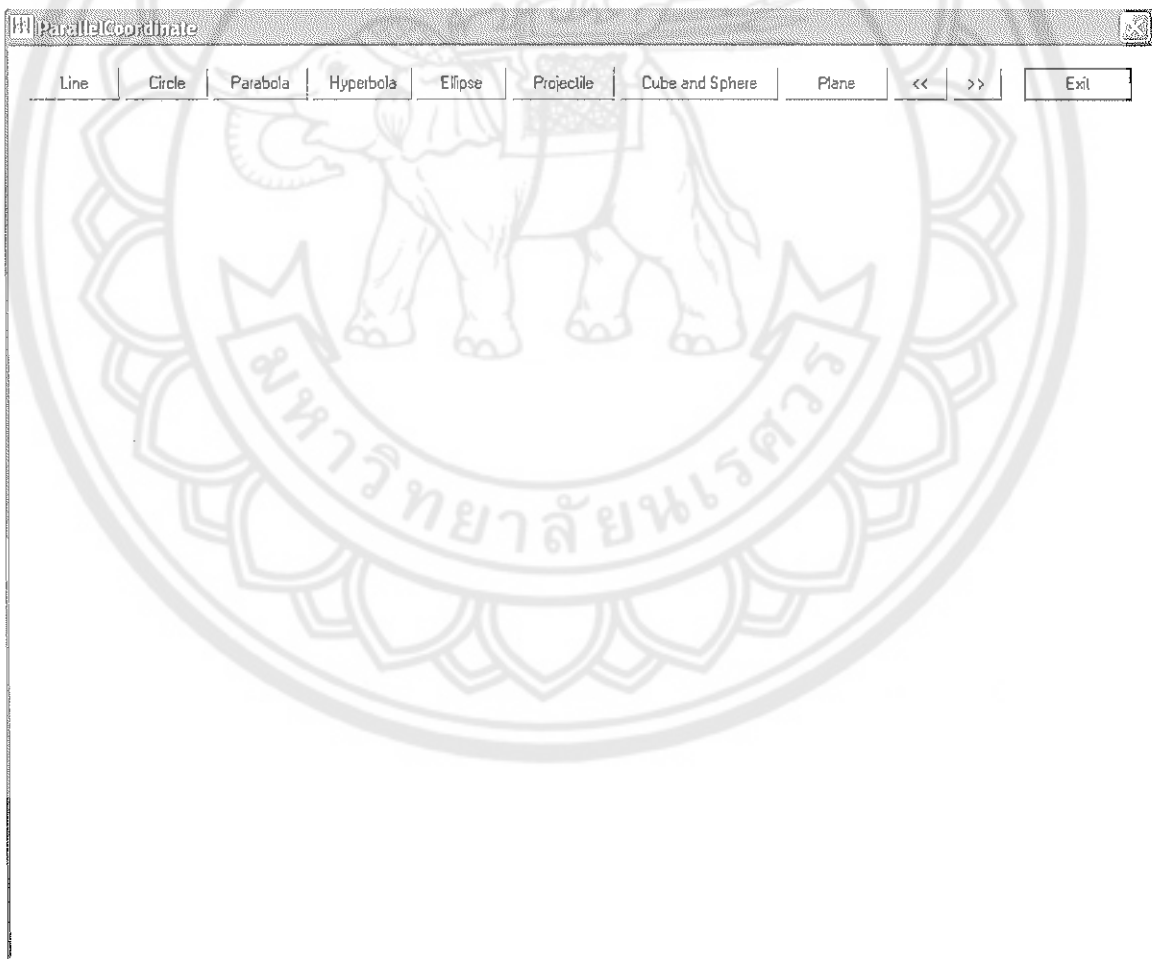 ParallelCoordinate
Line Circle Parabola Hyperbola Ellipse Projectile Cube and Sphere Plane << >> Exit
มหาวิทยาลัยนเรศวร